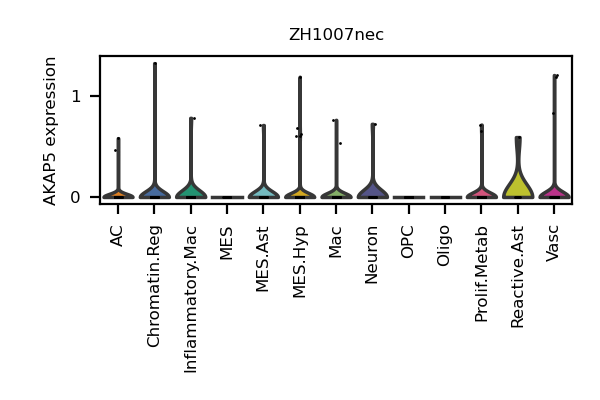 ZH1007nec
AKAP5 expression
1
0
AC
Chromatin.Reg
Inflammatory.Mac
MES
MES.Ast
MES.Hyp
Mac
Neuron
OPC
Oligo
Prolif.Metab
Reactive.Ast
Vasc